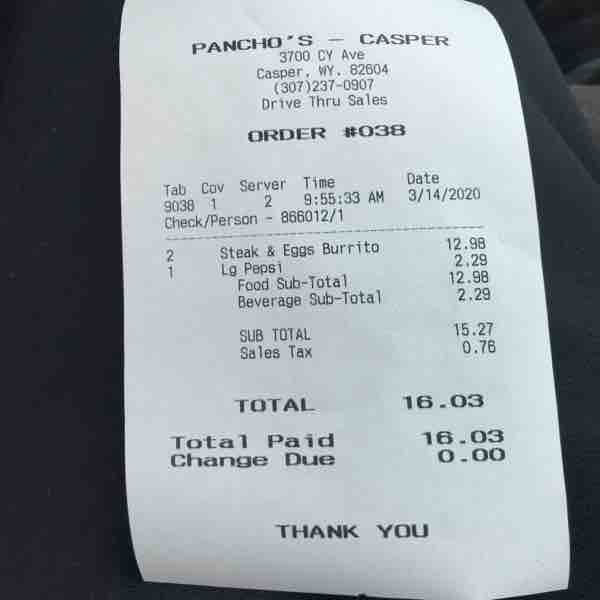 PANCHO'S - CASPER
3700 CY Ave
Casper, WY. 82604
(307)237-0907
Drive Thru Sales
ORDER #038
Tab Cov Server Time Date
9038 1 2 9:55:33 AM 3/14/2020
Check/Person - 866012/1
2 Steak & Eggs Burrito 12.98
1 Lg Pepsi 2.29
Food Sub-Total 12.98
Beverage Sub-Total 2.29
SUB TOTAL 15.27
Sales Tax 0.76
TOTAL 16.03
Total Paid 16.03
Change Due 0.00
THANK YOU